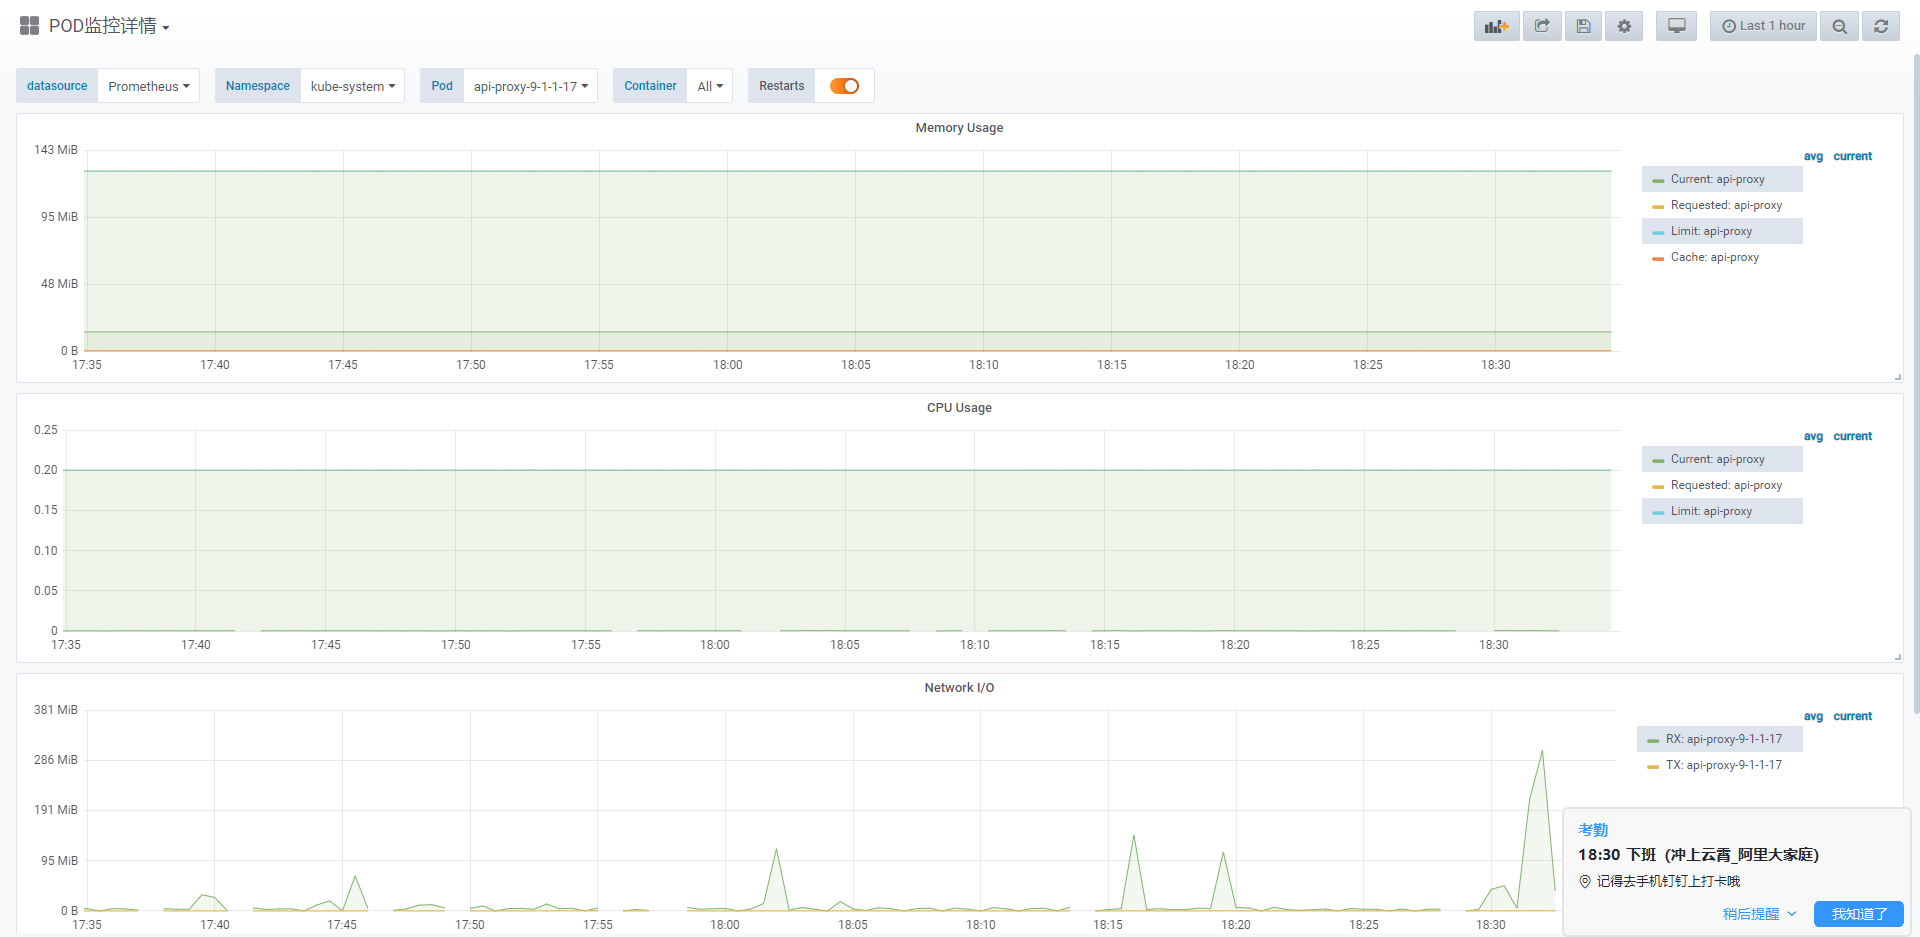 POD监控详情
Last 1 hour
datasource Prometheus Namespace kube-system Pod api-proxy-9-1-1-17 Container All Restarts
Memory Usage
143 MiB
95 MiB
48 MiB
0 B
17:35 17:40 17:45 17:50 17:55 18:00 18:05 18:10 18:15 18:20 18:25 18:30
avg current
Current: api-proxy
Requested: api-proxy
Limit: api-proxy
Cache: api-proxy
CPU Usage
0.25
0.20
0.15
0.10
0.05
0
17:35 17:40 17:45 17:50 17:55 18:00 18:05 18:10 18:15 18:20 18:25 18:30
avg current
Current: api-proxy
Requested: api-proxy
Limit: api-proxy
Network I/O
381 MiB
286 MiB
191 MiB
95 MiB
0 B
17:35 17:40 17:45 17:50 17:55 18:00 18:05 18:10 18:15 18:20 18:25 18:30
avg current
RX: api-proxy-9-1-1-17
TX: api-proxy-9-1-1-17
考勤
18:30 下班 (冲上云霄_阿里大家庭)
记得去手机钉钉上打卡哦
稍后提醒 我知道了